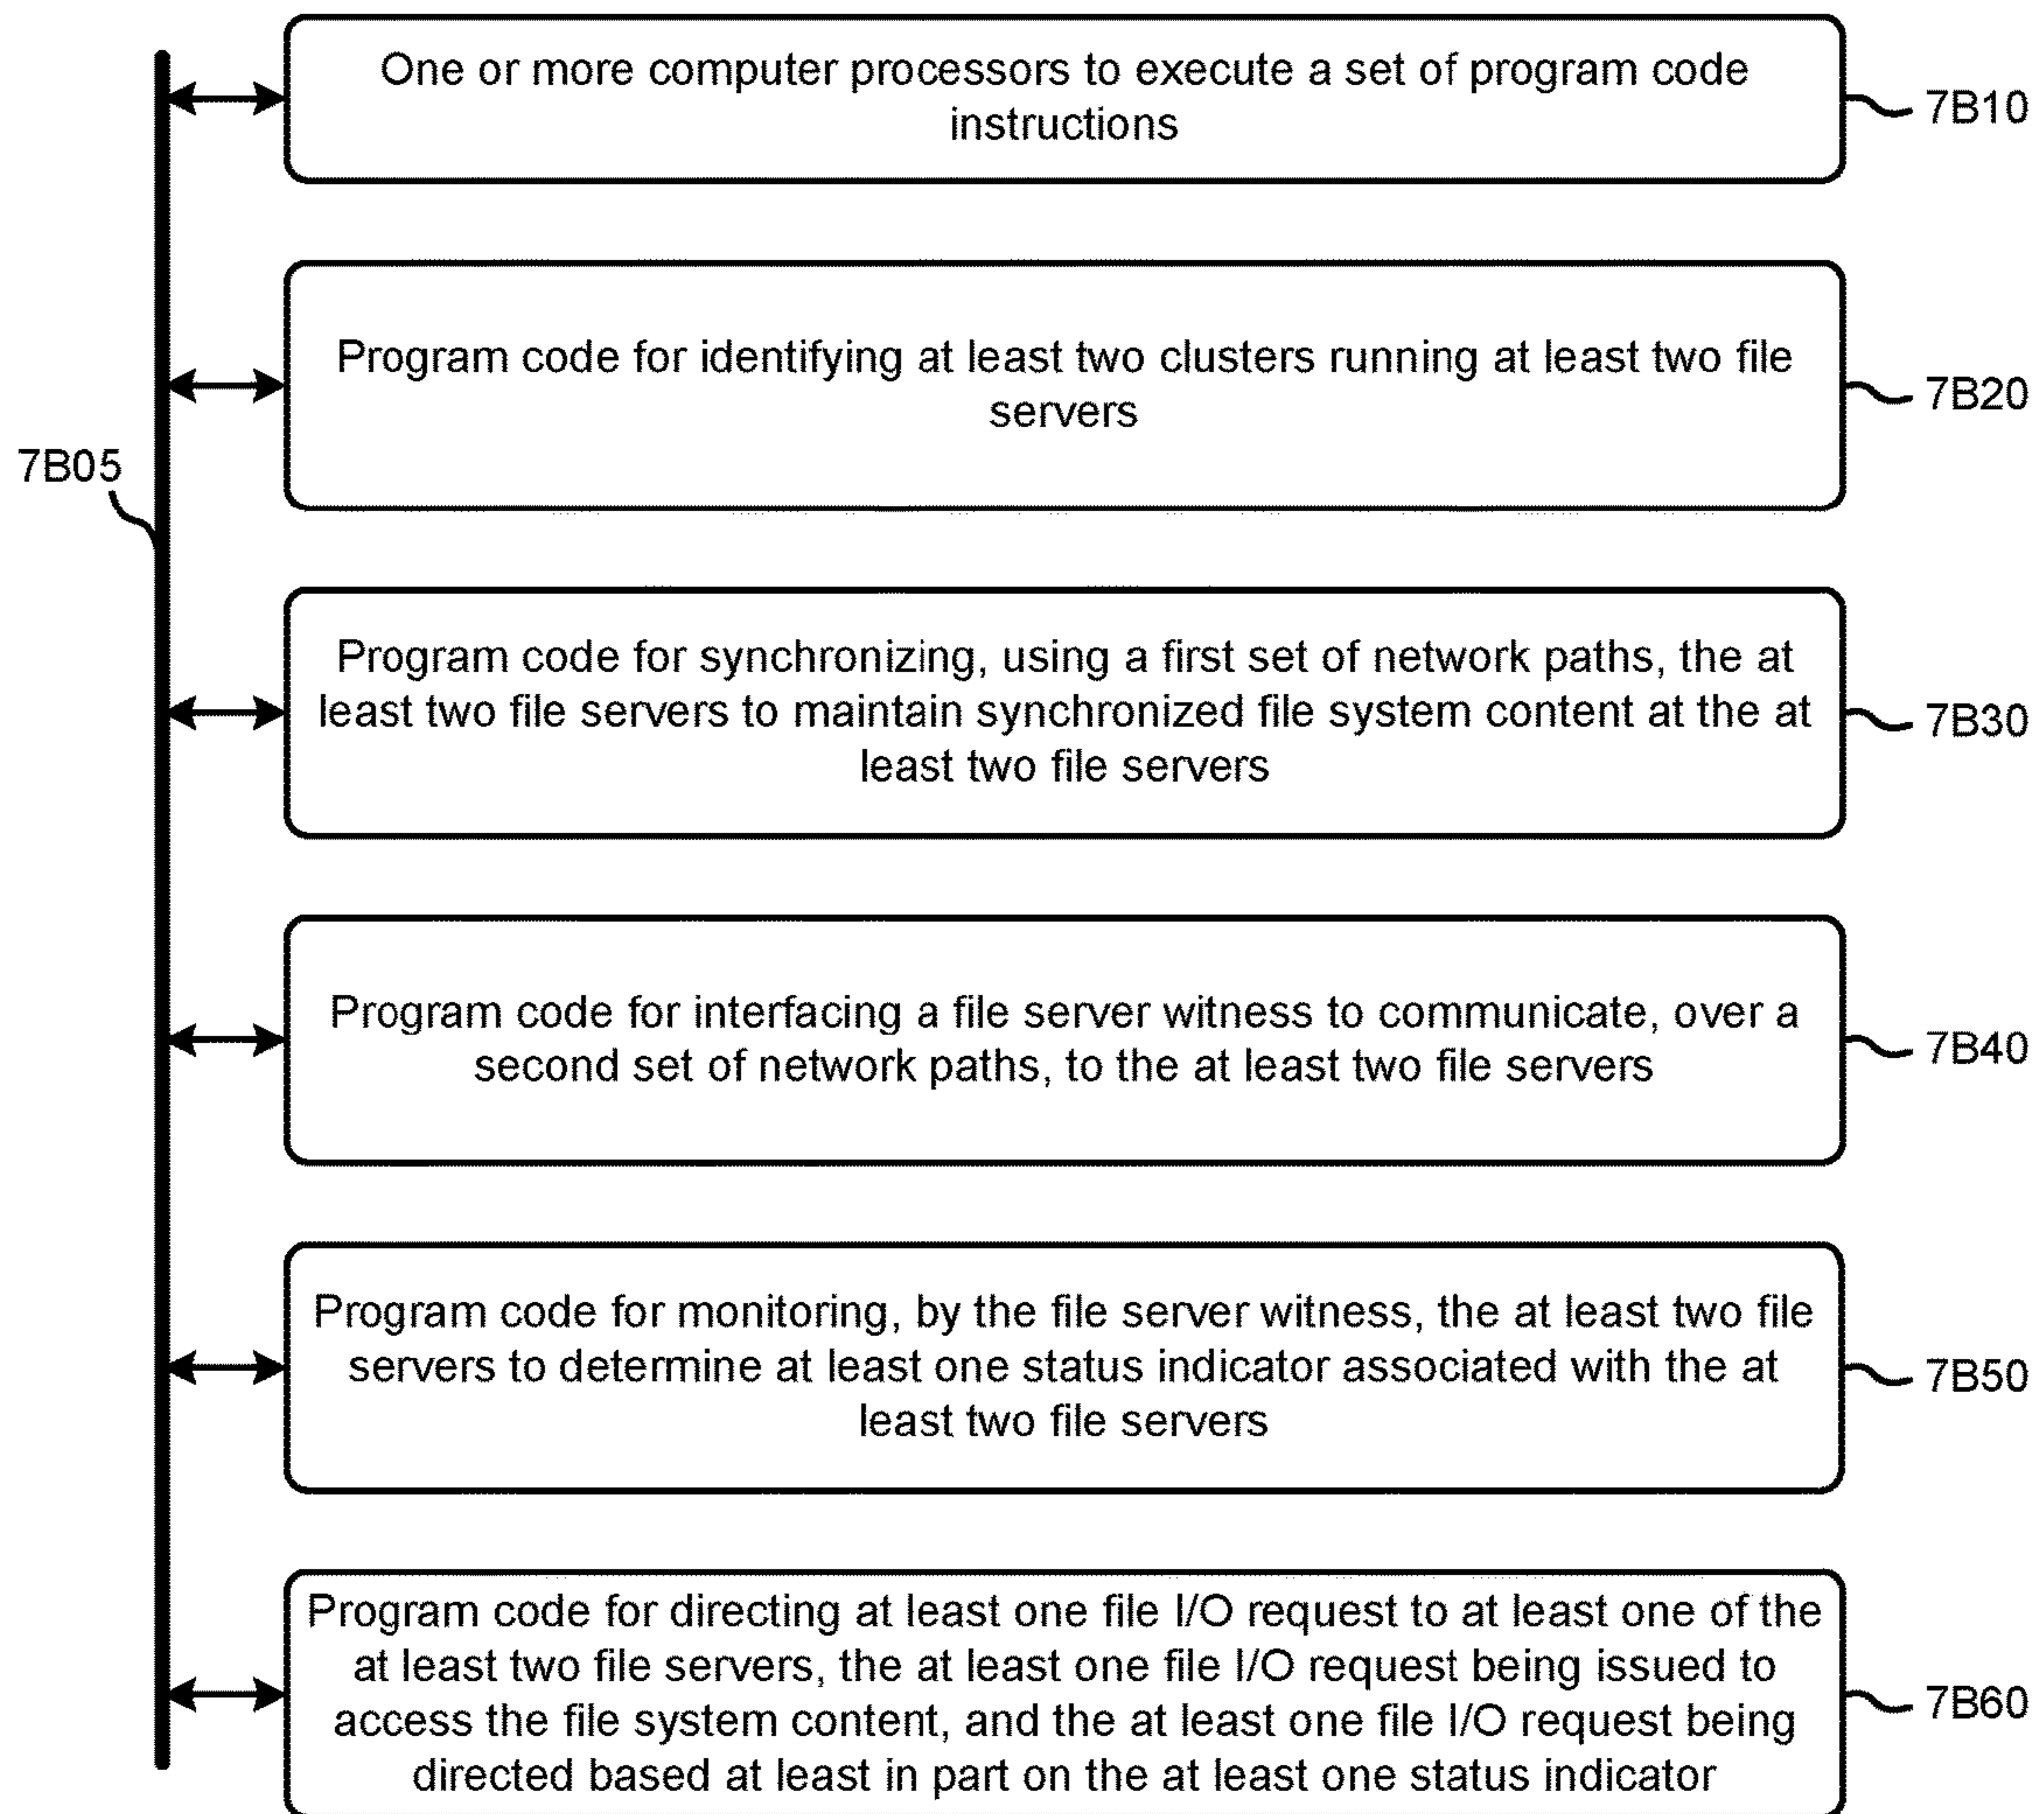 One or more computer processors to execute a set of program code
instructions
7B10
Program code for identifying at least two clusters running at least two file
servers
7B20
7B05
Program code for synchronizing, using a first set of network paths, the at
least two file servers to maintain synchronized file system content at the at
least two file servers
7B30
Program code for interfacing a file server witness to communicate, over a
second set of network paths, to the at least two file servers
7B40
Program code for monitoring, by the file server witness, the at least two file
servers to determine at least one status indicator associated with the at
least two file servers
7B50
Program code for directing at least one file I/O request to at least one of the
at least two file servers, the at least one file I/O request being issued to
access the file system content, and the at least one file I/O request being
directed based at least in part on the at least one status indicator
7B60